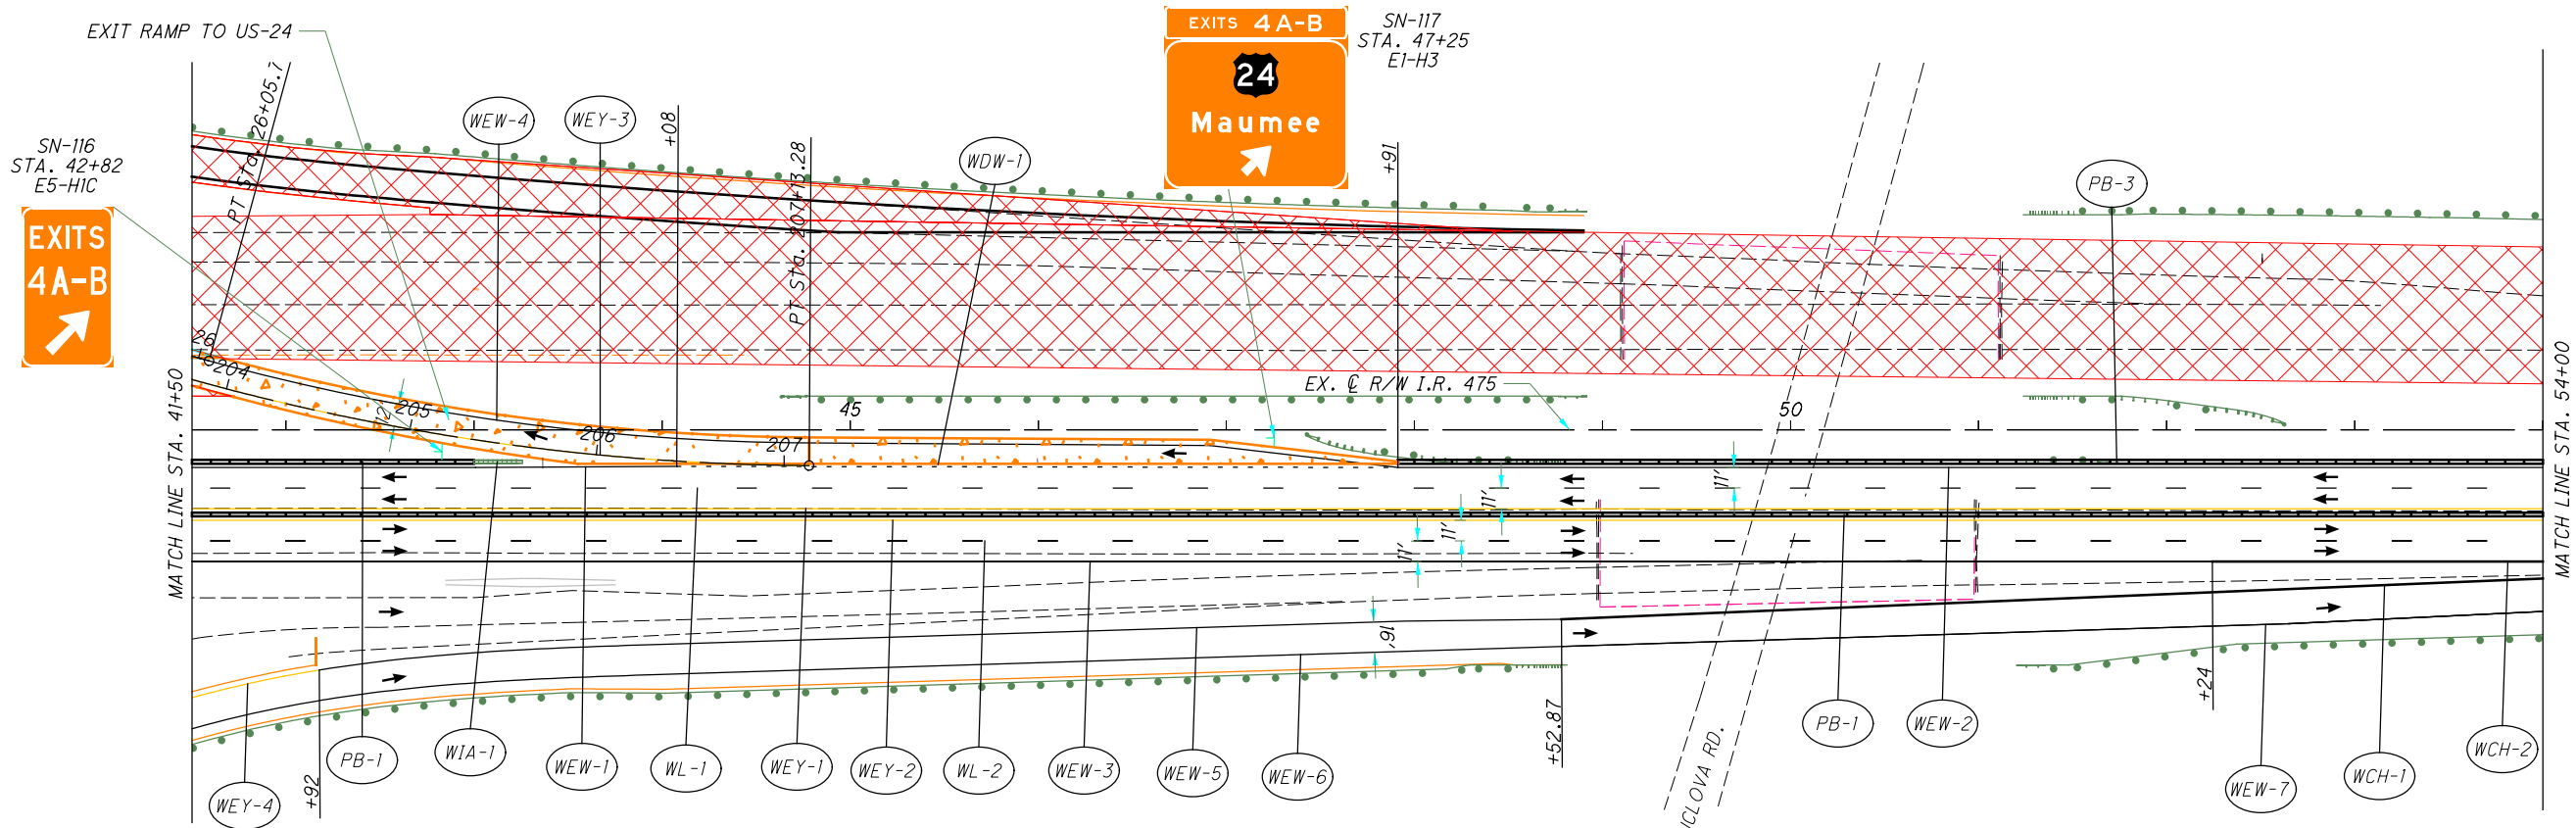 EXIT RAMP TO US-24
EXITS 4A-B
24
Maumee
SN-117
STA. 47+25
E1-H3
SN-116
STA. 42+82
E5-H1C
EXITS
4A-B
PT Sta. 26+05.7
WEW-4
WEY-3
+08
PT Sta. 207+13.28
WDW-1
+91
PB-3
MATCH LINE STA. 41+50
26
204
12'
205
206
207
45
EX. ℄ R/W I.R. 475
50
MATCH LINE STA. 54+00
11'
11'
11'
11'
16'
+52.87
+24
+92
WEY-4
PB-1
WIA-1
WEW-1
WL-1
WEY-1
WEY-2
WL-2
WEW-3
WEW-5
WEW-6
RD.
PB-1
WEW-2
WEW-7
WCH-1
WCH-2